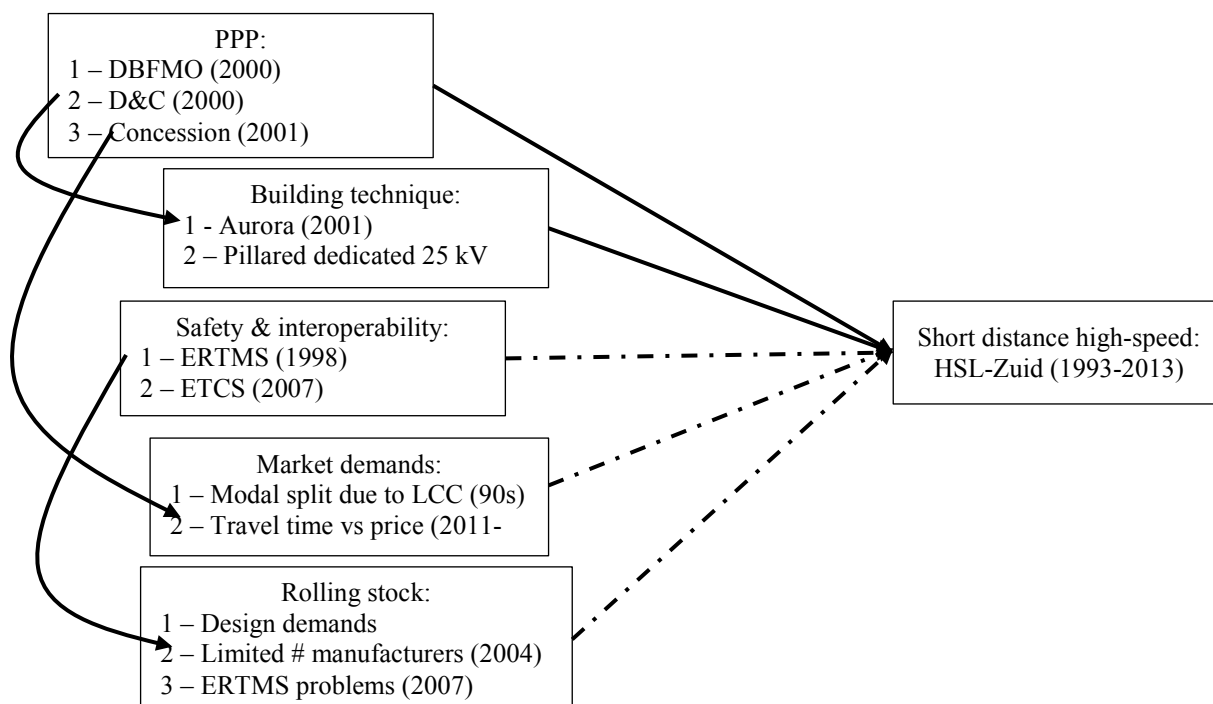 PPP:
1 – DBFMO (2000)
2 – D&C (2000)
3 – Concession (2001)
Building technique:
1 - Aurora (2001)
2 – Pillared dedicated 25 kV
Safety & interoperability:
1 – ERTMS (1998)
2 – ETCS (2007)
Short distance high-speed:
HSL-Zuid (1993-2013)
Market demands:
1 – Modal split due to LCC (90s)
2 – Travel time vs price (2011-
Rolling stock:
1 – Design demands
2 – Limited # manufacturers (2004)
3 – ERTMS problems (2007)